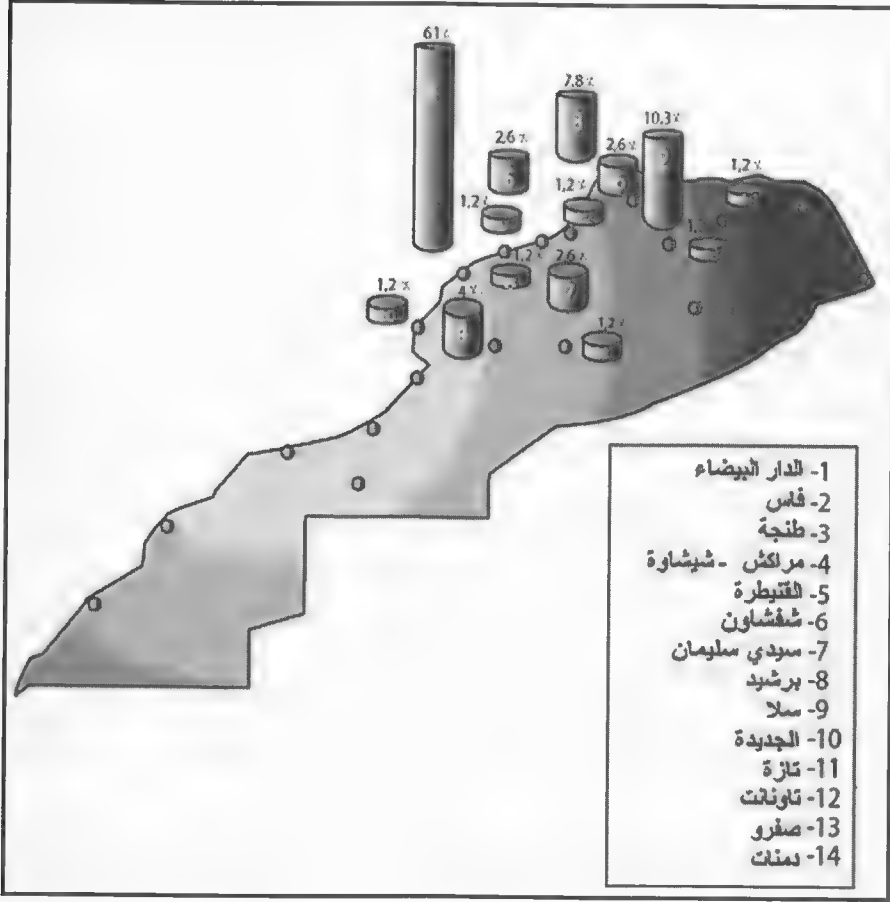 61٪
7,8٪
10,3٪
2,6٪
2,6٪
1,2٪
1,2٪
1,2٪
1,2٪
2,6٪
1,2٪
4٪
1,2٪
1- الدار البيضاء
2- فاس
3- طنجة
4- مراكش - شيشاوة
5- القنيطرة
6- شفشاون
7- سيدي سليمان
8- برشيد
9- سلا
10- الجديدة
11- تازة
12- تاونانت
13- صفرو
14- دمنات